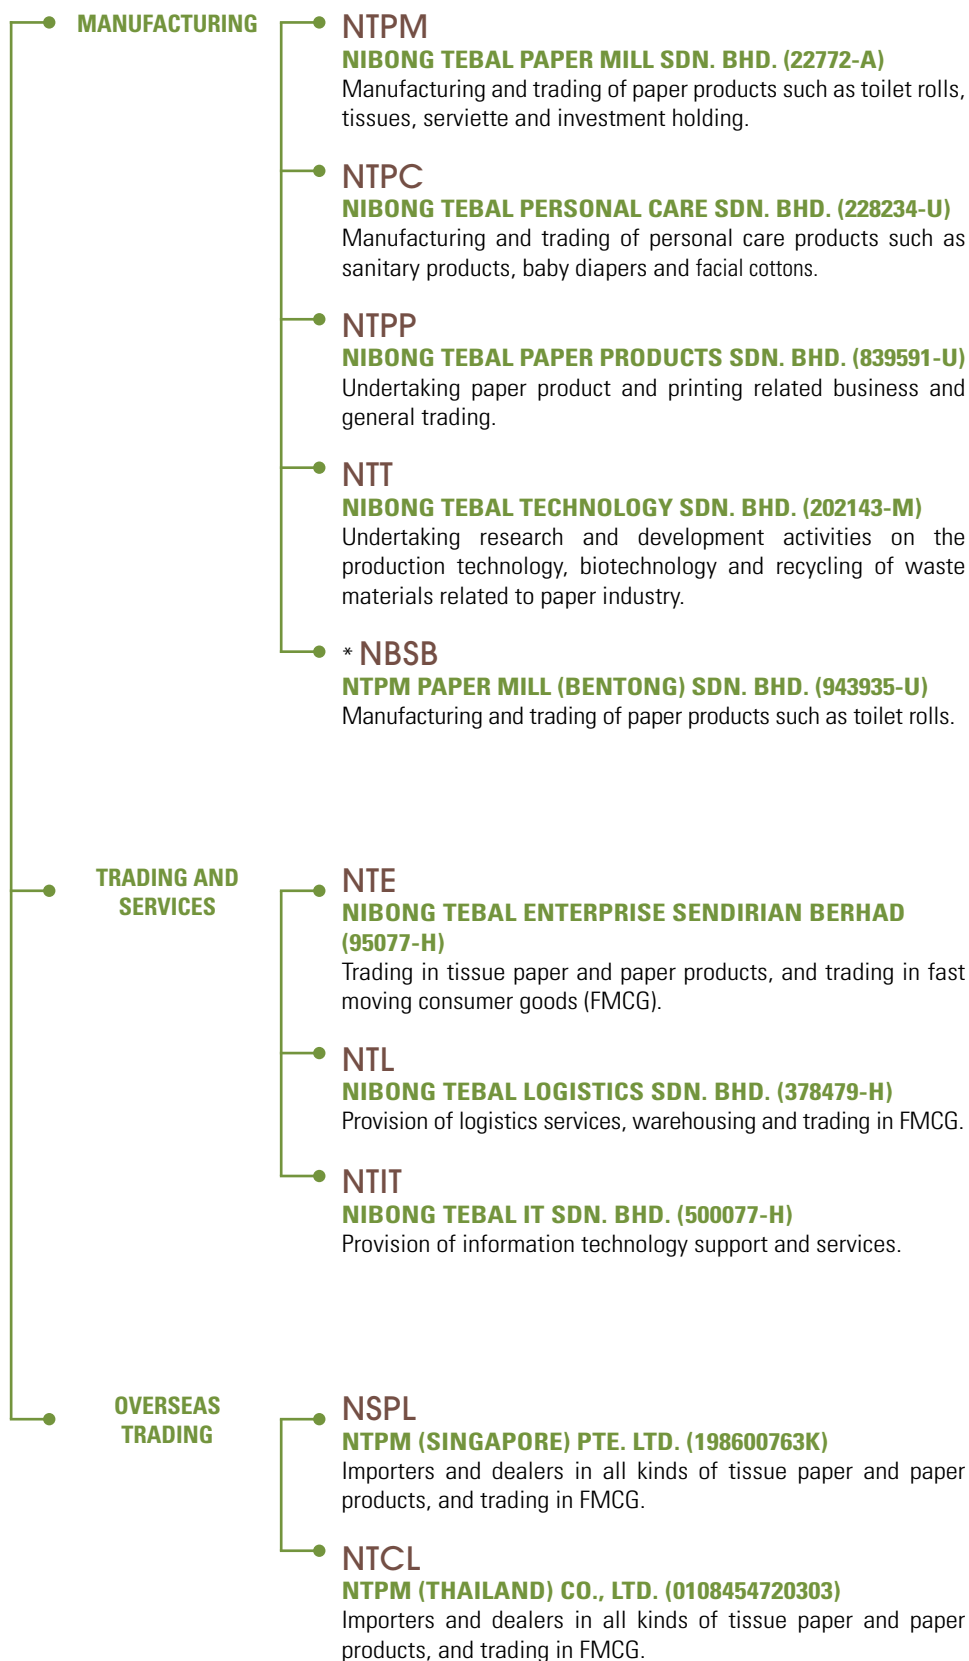 MANUFACTURING
NTPM
NIBONG TEBAL PAPER MILL SDN. BHD. (22772-A)
Manufacturing and trading of paper products such as toilet rolls,
tissues, serviette and investment holding.
NTPC
NIBONG TEBAL PERSONAL CARE SDN. BHD. (228234-U)
Manufacturing and trading of personal care products such as
sanitary products, baby diapers and facial cottons.
NTPP
NIBONG TEBAL PAPER PRODUCTS SDN. BHD. (839591-U)
Undertaking paper product and printing related business and
general trading.
NTT
NIBONG TEBAL TECHNOLOGY SDN. BHD. (202143-M)
Undertaking research and development activities on the
production technology, biotechnology and recycling of waste
materials related to paper industry.
* NBSB
NTPM PAPER MILL (BENTONG) SDN. BHD. (943935-U)
Manufacturing and trading of paper products such as toilet rolls.
TRADING AND
SERVICES
NTE
NIBONG TEBAL ENTERPRISE SENDIRIAN BERHAD
(95077-H)
Trading in tissue paper and paper products, and trading in fast
moving consumer goods (FMCG).
NTL
NIBONG TEBAL LOGISTICS SDN. BHD. (378479-H)
Provision of logistics services, warehousing and trading in FMCG.
NTIT
NIBONG TEBAL IT SDN. BHD. (500077-H)
Provision of information technology support and services.
OVERSEAS
TRADING
NSPL
NTPM (SINGAPORE) PTE. LTD. (198600763K)
Importers and dealers in all kinds of tissue paper and paper
products, and trading in FMCG.
NTCL
NTPM (THAILAND) CO., LTD. (0108454720303)
Importers and dealers in all kinds of tissue paper and paper
products, and trading in FMCG.